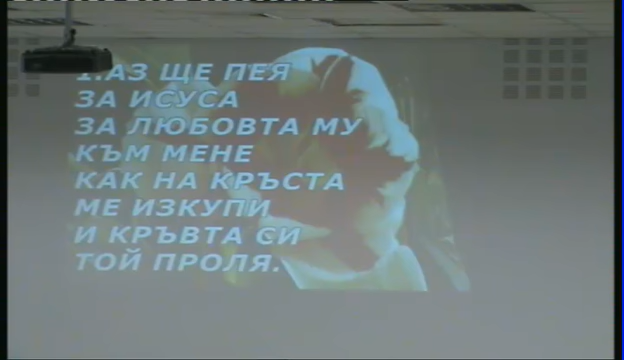 1.АЗ ЩЕ ПЕЯ
ЗА ИСУСА
ЗА ЛЮБОВТА МУ
КЪМ МЕНЕ
КАК НА КРЪСТА
МЕ ИЗКУПИ
И КРЪВТА СИ
ТОЙ ПРОЛЯ.